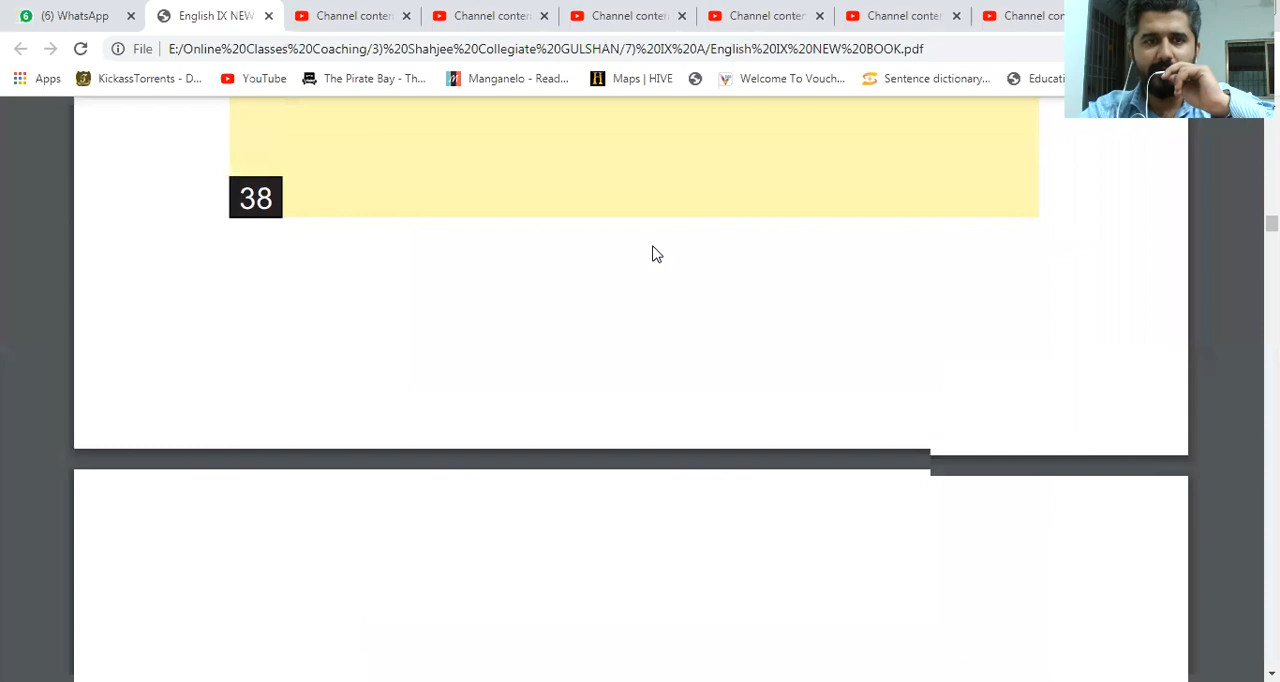 (6) WhatsApp English IX NEW Channel conten Channel conten Channel conten Channel conten Channel conten Channel con
File E:/Online%20Classes%20Coaching/3)%20Shahjee%20Collegiate%20GULSHAN/7)%20IX%20A/English%20IX%20NEW%20BOOK.pdf
Apps KickassTorrents - D... YouTube The Pirate Bay - Th... Manganelo - Read... Maps | HIVE Welcome To Vouch... Sentence dictionary... Educati
38